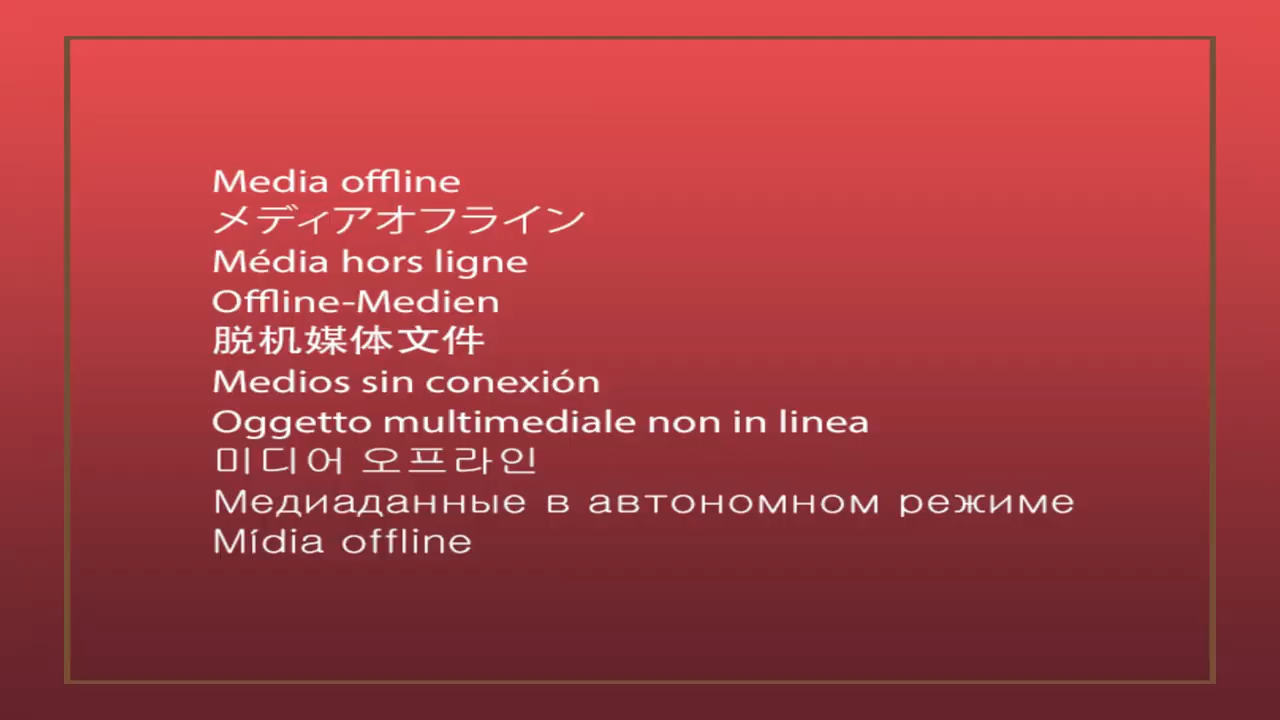 Media offline
メディアオフライン
Média hors ligne
Offline-Medien
脱机媒体文件
Medios sin conexión
Oggetto multimediale non in linea
미디어 오프라인
Медиаданные в автономном режиме
Mídia offline